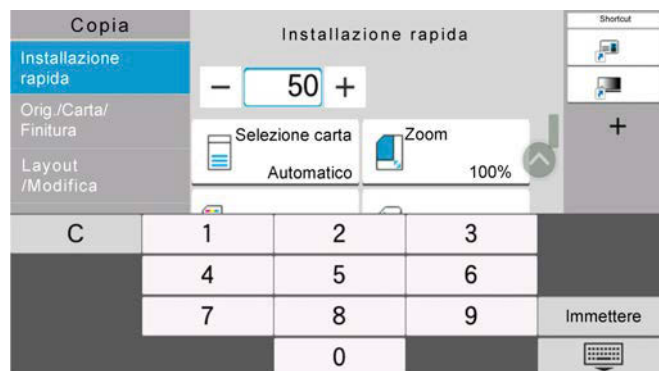 Copia
Installazione
rapida
Orig./Carta/
Finitura
Layout
/Modifica
Installazione rapida
− 50 +
Selezione carta
Automatico
Zoom
100%
Shortcut
+
C
1 2 3
4 5 6
7 8 9
0
Immettere